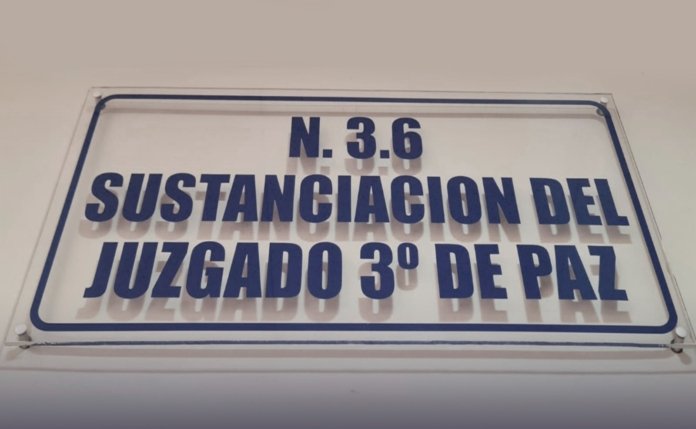 N. 3.6
SUSTANCIACION DEL
JUZGADO 3º DE PAZ